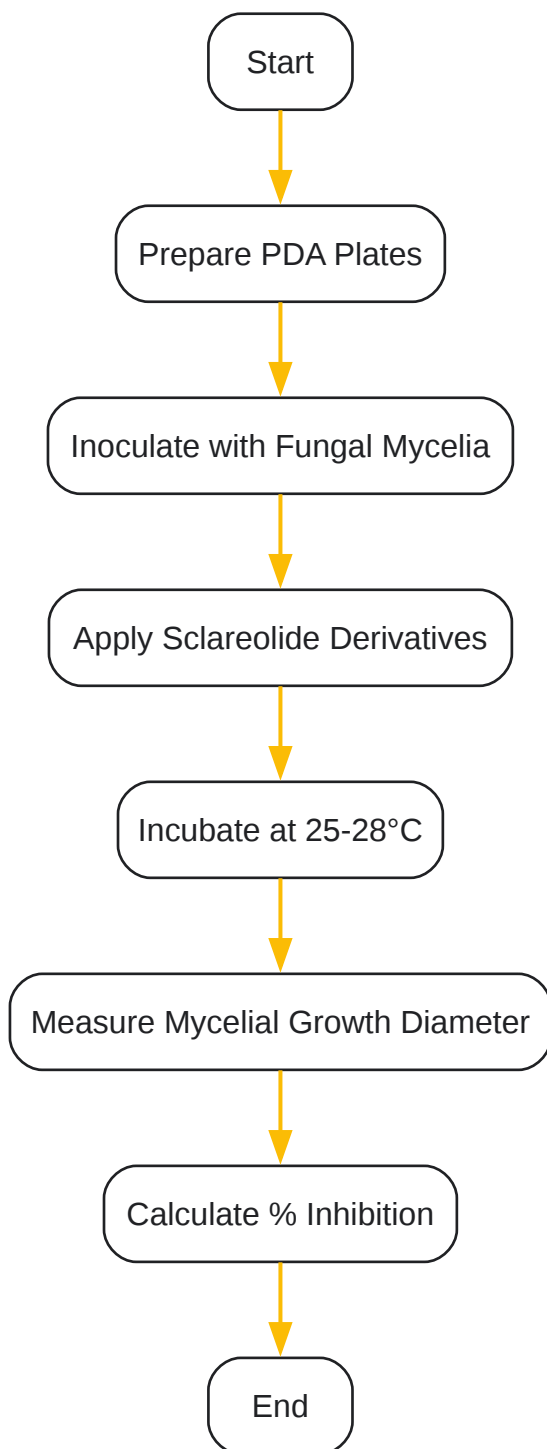 Start
Prepare PDA Plates
Inoculate with Fungal Mycelia
Apply Sclareolide Derivatives
Incubate at 25-28°C
Measure Mycelial Growth Diameter
Calculate % Inhibition
End